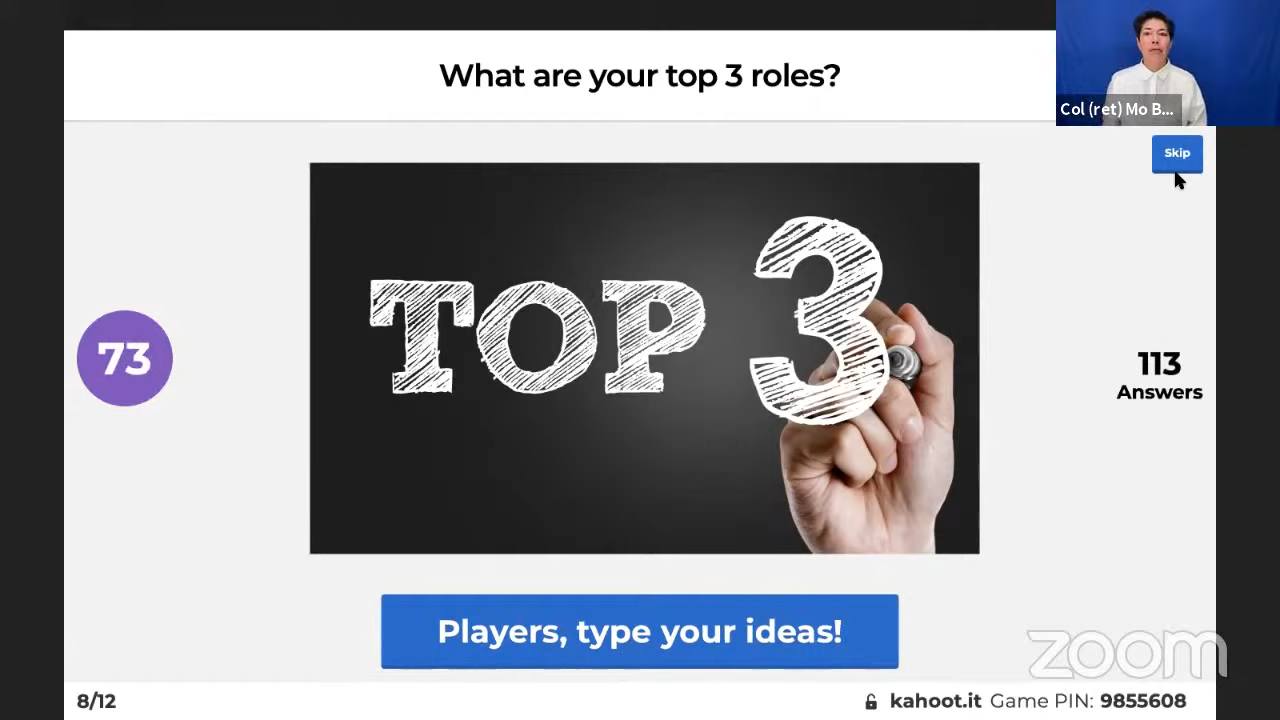 What are your top 3 roles?
Col (ret) Mo B...
Skip
TOP 3
73
113
Answers
Players, type your ideas!
zoom
8/12
kahoot.it Game PIN: 9855608